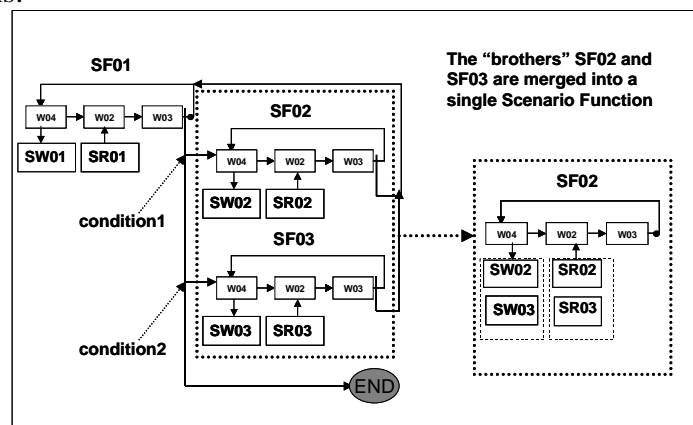 SF01
The “brothers” SF02 and
SF03 are merged into a
single Scenario Function
SF02
W04 W02 W03
SW01 SR01
W04 W02 W03
SW02 SR02
condition1
SF03
W04 W02 W03
SW03 SR03
condition2
END
SF02
W04 W02 W03
SW02 SR02
SW03 SR03